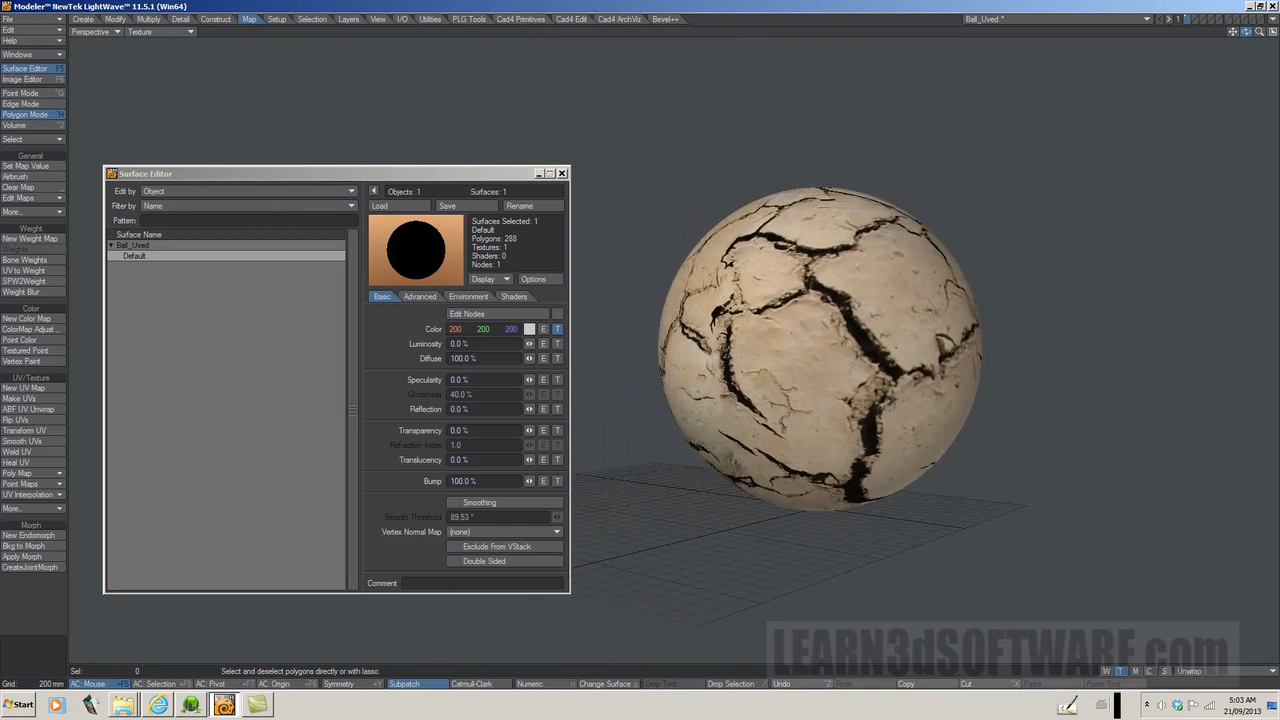 Modeler™ NewTek LightWave™ 11.5.1 (Win64)
File Create Modify Multiply Detail Construct Map Setup Selection Layers View I/O Utilities PLG Tools Cad4 Primitives Cad4 Edit Cad4 ArchViz Bevel++ Ball_Uved * 1
Edit Perspective Texture
Help
Windows
Surface Editor F5
Image Editor F6
Point Mode ^G
Edge Mode
Polygon Mode ^H
Volume ^J
Select
General
Set Map Value
Airbrush
Clear Map _
Edit Maps
More...
Weight
New Weight Map
Bone Weights
UV to Weight
SPW2Weight
Weight Blur
Color
New Color Map
ColorMap Adjust ...
Point Color
Textured Point
Vertex Paint
UV/Texture
New UV Map
Make UVs
ABF UV Unwrap
Flip UVs
Transform UV
Smooth UVs
Weld UV
Heal UV
Poly Map
Point Maps
UV Interpolation
More...
Morph
New Endomorph
Bkg to Morph
Apply Morph
CreateJointMorph
Surface Editor
Edit by Object
Filter by Name
Pattern
Surface Name
Ball_Uved
Default
Objects: 1 Surfaces: 1
Load Save Rename
Surfaces Selected: 1
Default
Polygons: 288
Textures: 1
Shaders: 0
Nodes: 1
Display Options
Basic Advanced Environment Shaders
Edit Nodes
Color 200 200 200 E T
Luminosity 0.0 % E T
Diffuse 100.0 % E T
Specularity 0.0 % E T
Glossiness 40.0 % E T
Reflection 0.0 % E T
Transparency 0.0 % E T
Refraction Index 1.0 E T
Translucency 0.0 % E T
Bump 100.0 % E T
Smoothing
Smooth Threshold 89.53 °
Vertex Normal Map (none)
Exclude From VStack
Double Sided
Comment
LEARN3dSOFTWARE.com
Sel: 0 Select and deselect polygons directly or with lasso. W T M C S Unwrap
Grid: 200 mm AC: Mouse +F5 AC: Selection +F8 AC: Pivot +F7 AC: Origin +F6 Symmetry +Y Subpatch Catmull-Clark Numeric n Change Surface q Drop Tool Drop Selection / Undo ^Z Redo Copy ^C Cut ^X Paste Paste Tool
Start 5:03 AM
21/09/2013